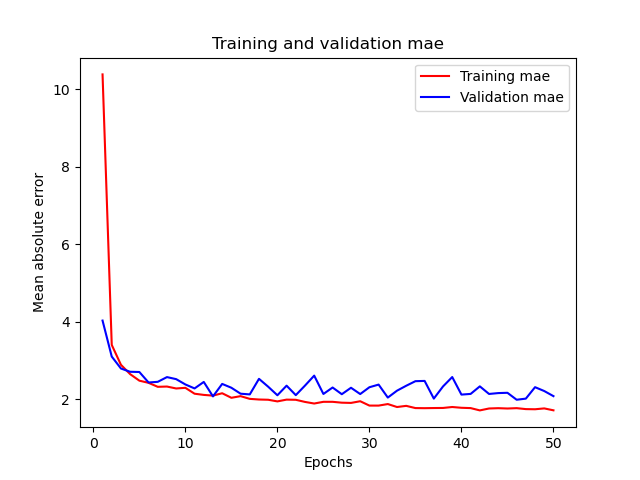 Training and validation mae
Training mae
Validation mae
Mean absolute error
10
8
6
4
2
0
10
20
30
40
50
Epochs